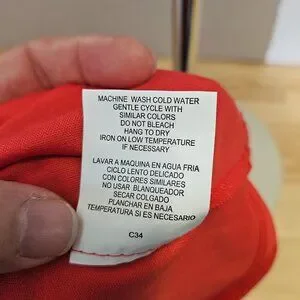 MACHINE WASH COLD WATER
GENTLE CYCLE WITH
SIMILAR COLORS
DO NOT BLEACH
HANG TO DRY
IRON ON LOW TEMPERATURE
IF NECESSARY
LAVAR A MAQUINA EN AGUA FRIA
CICLO LENTO DELICADO
CON COLORES SIMILARES
NO USAR BLANQUEADOR
SECAR COLGADO
PLANCHAR EN BAJA
TEMPERATURA SI ES NECESARIO
C34